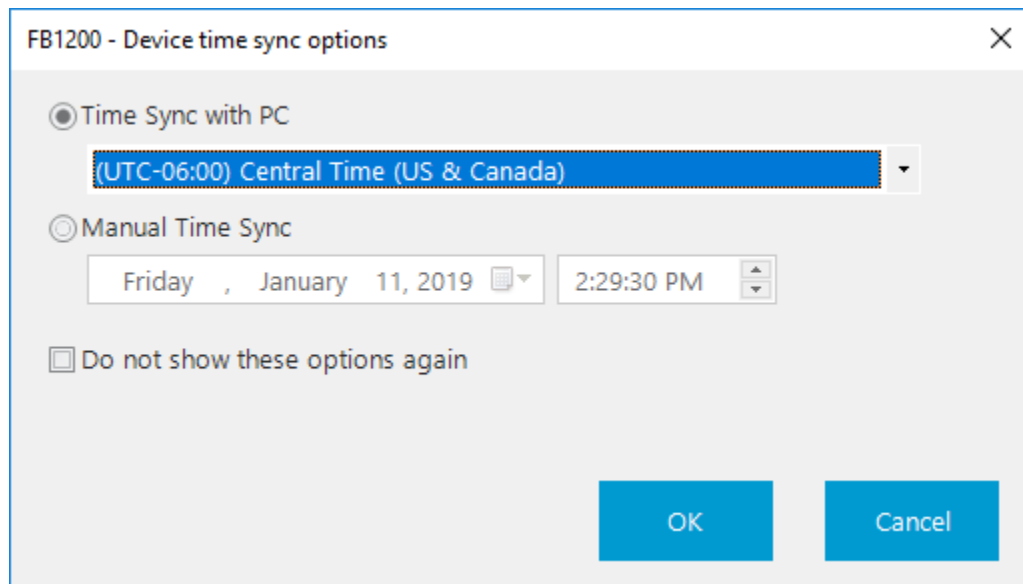 FB1200 - Device time sync options
Time Sync with PC
(UTC-06:00) Central Time (US & Canada)
Manual Time Sync
Friday , January 11, 2019 2:29:30 PM
Do not show these options again
OK Cancel